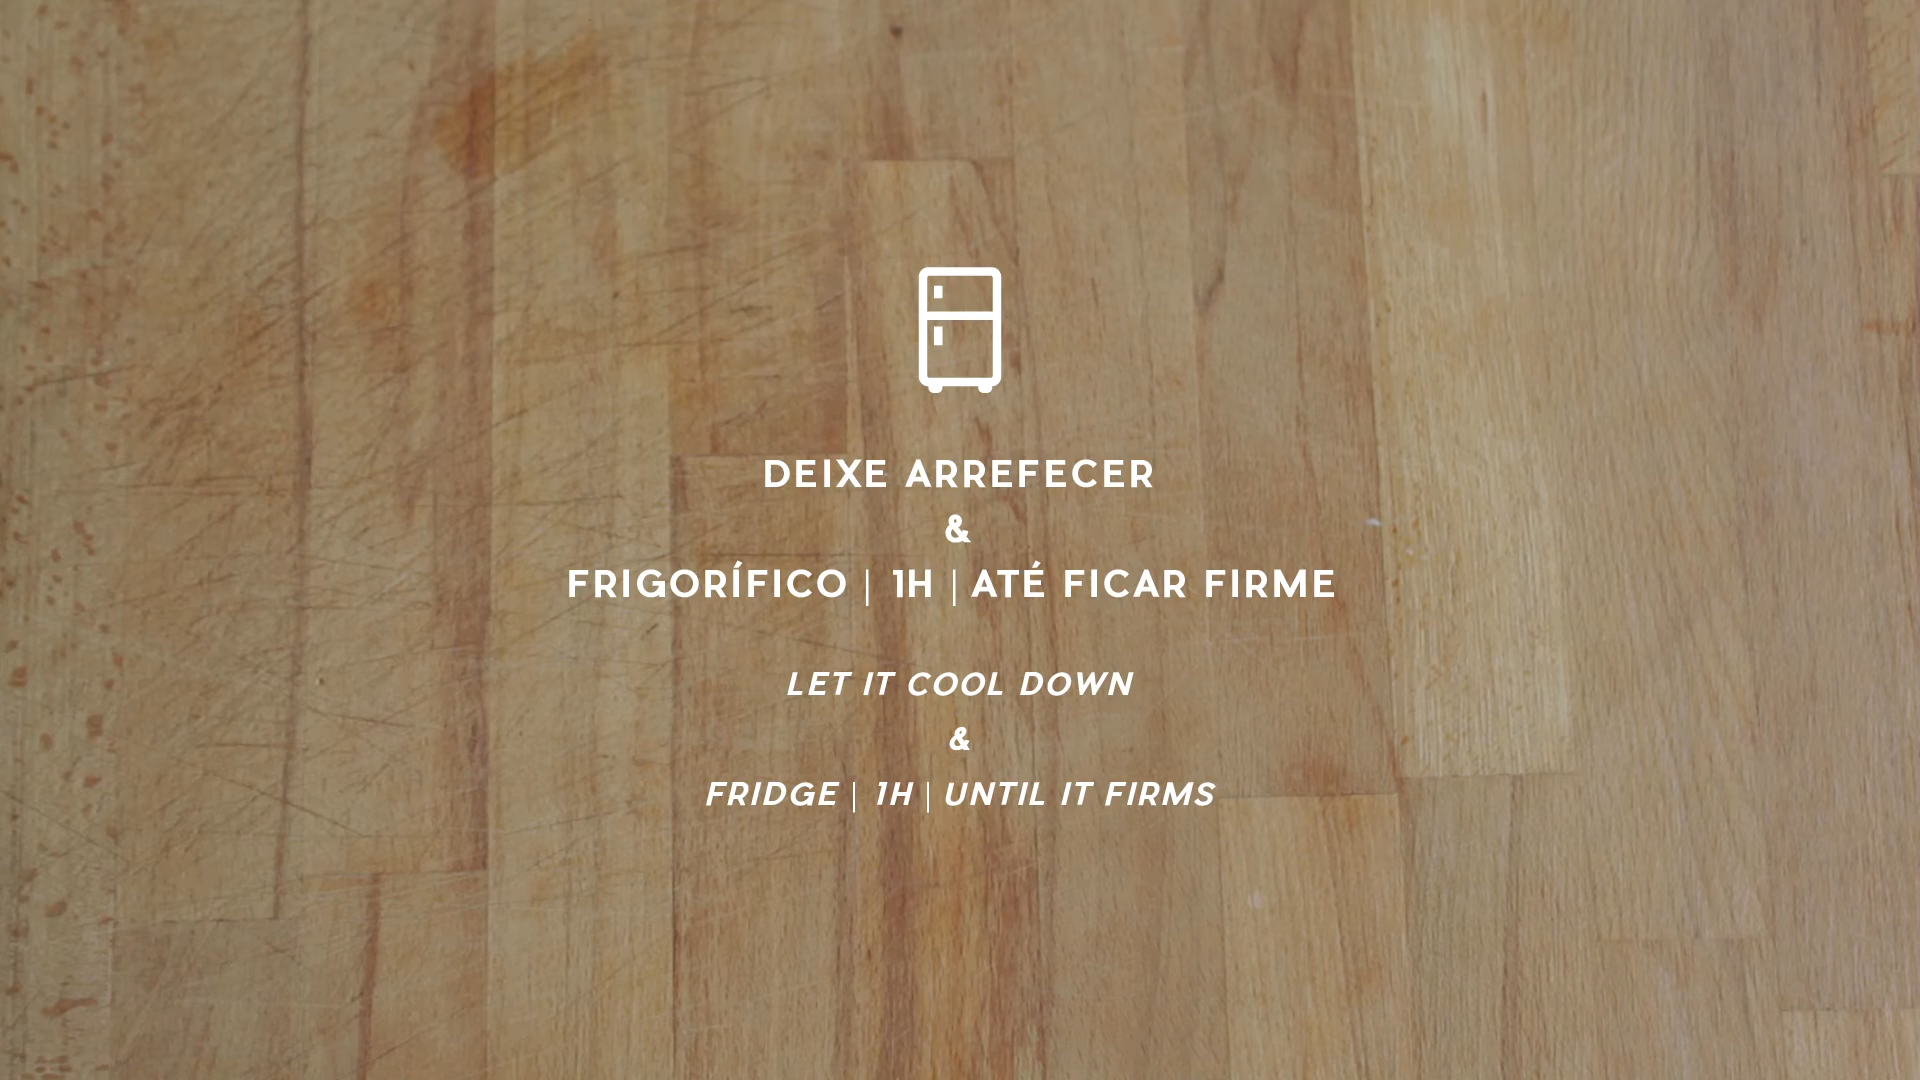 DEIXE ARREFECER
&
FRIGORÍFICO | 1H | ATÉ FICAR FIRME
LET IT COOL DOWN
&
FRIDGE | 1H | UNTIL IT FIRMS